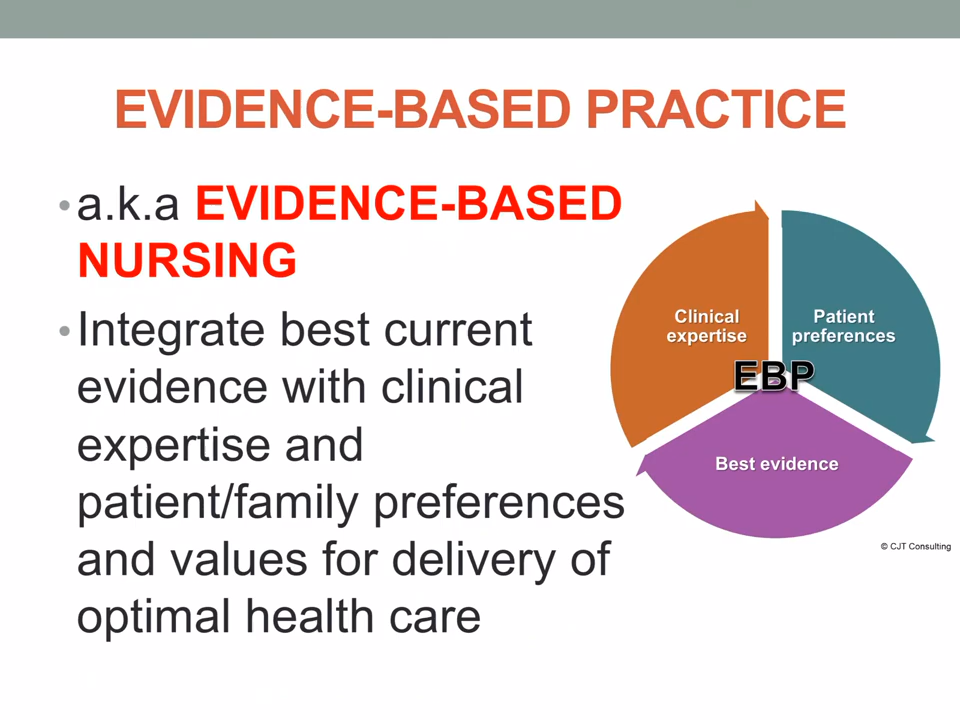 EVIDENCE-BASED PRACTICE
•a.k.a EVIDENCE-BASED
NURSING
•Integrate best current
evidence with clinical
expertise and
patient/family preferences
and values for delivery of
optimal health care
Clinical
expertise
Patient
preferences
EBP
Best evidence
© CJT Consulting